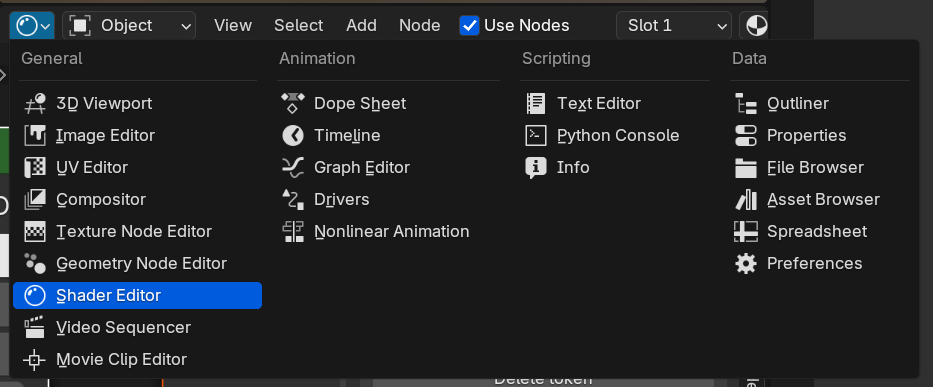 Object View Select Add Node Use Nodes Slot 1
General
3D Viewport
Image Editor
UV Editor
Compositor
Texture Node Editor
Geometry Node Editor
Shader Editor
Video Sequencer
Movie Clip Editor
Animation
Dope Sheet
Timeline
Graph Editor
Drivers
Nonlinear Animation
Scripting
Text Editor
Python Console
Info
Data
Outliner
Properties
File Browser
Asset Browser
Spreadsheet
Preferences
Delete token